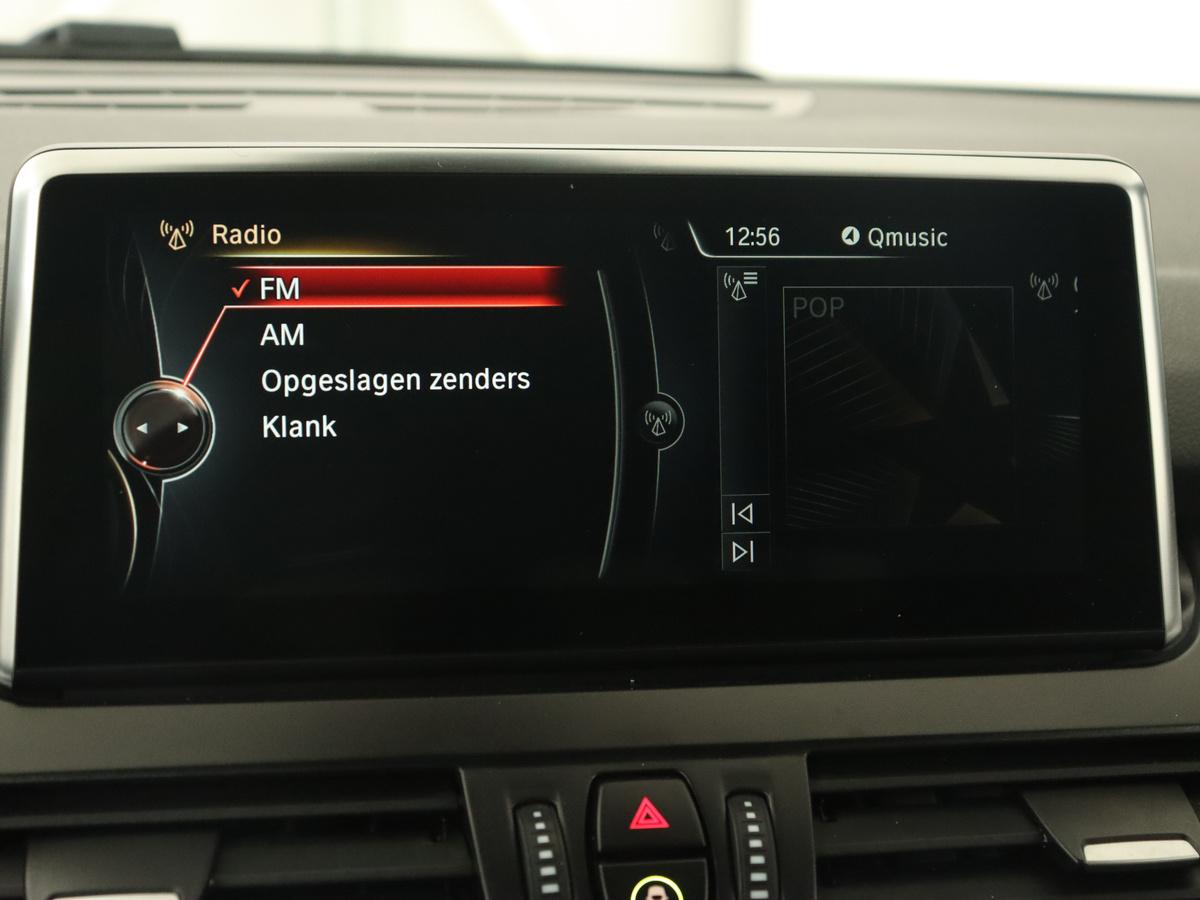 Radio
FM
AM
Opgeslagen zenders
Klank
12:56
Qmusic
POP